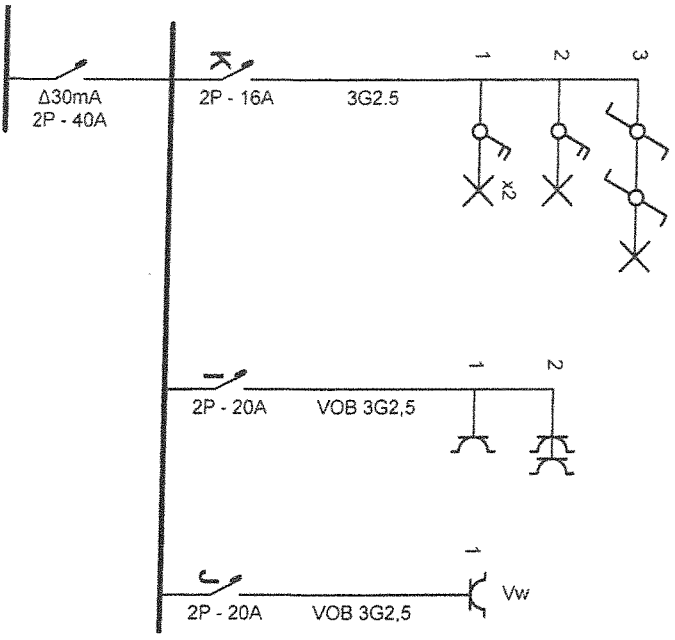 K
1
2
3
Δ30mA
2P - 40A
2P - 16A
3G2.5
x2
I
1
2
2P - 20A
VOB 3G2,5
J
1
2P - 20A
VOB 3G2,5
Vw